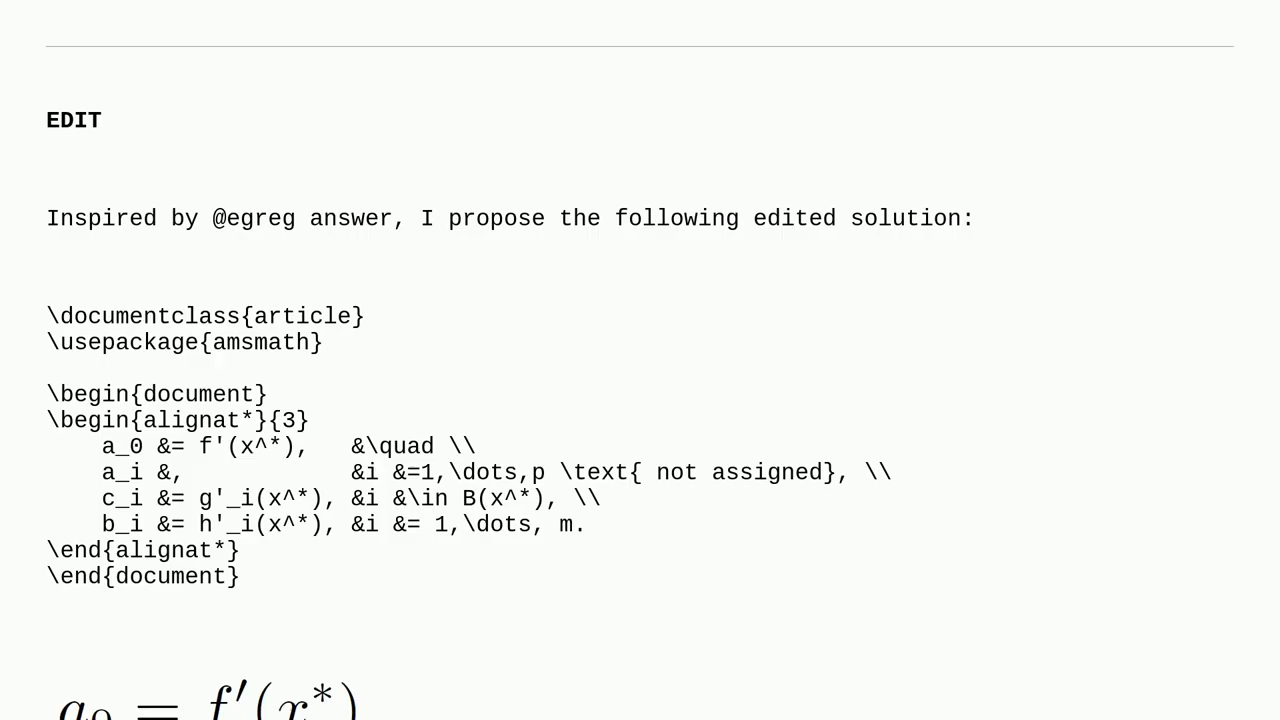 EDIT
Inspired by @egreg answer, I propose the following edited solution:
\documentclass{article}
\usepackage{amsmath}
\begin{document}
\begin{alignat*}{3}
    a_0 &= f'(x^*),   &\quad \\
    a_i &,            &i &=1,\dots,p \text{ not assigned}, \\
    c_i &= g'_i(x^*), &i &\in B(x^*), \\
    b_i &= h'_i(x^*), &i &= 1,\dots, m.
\end{alignat*}
\end{document}
a₀ = f′(x*)